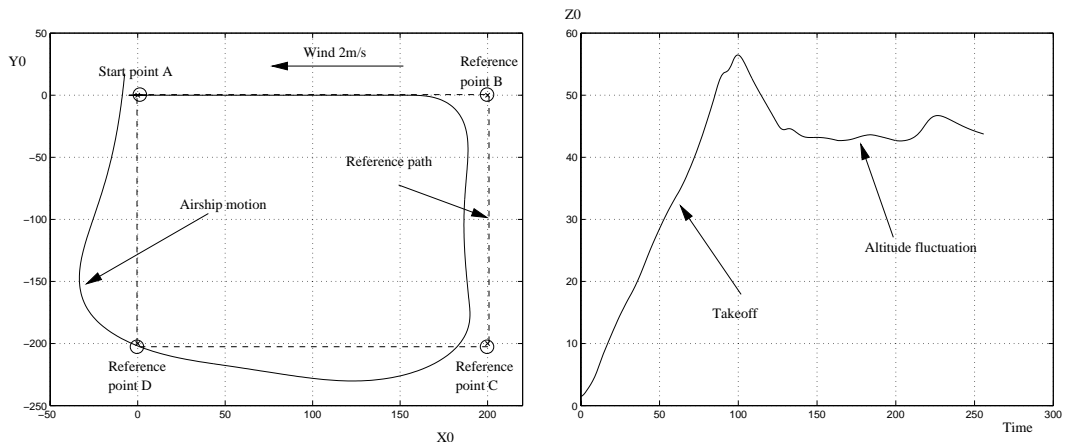 Y0
50
0
−50
−100
−150
−200
−250
−50
0
50
100
150
200
X0
Wind 2m/s
Start point A
Reference
point B
Reference path
Airship motion
Reference
point D
Reference
point C
Z0
60
50
40
30
20
10
0
0
50
100
150
200
250
300
Time
Altitude fluctuation
Takeoff